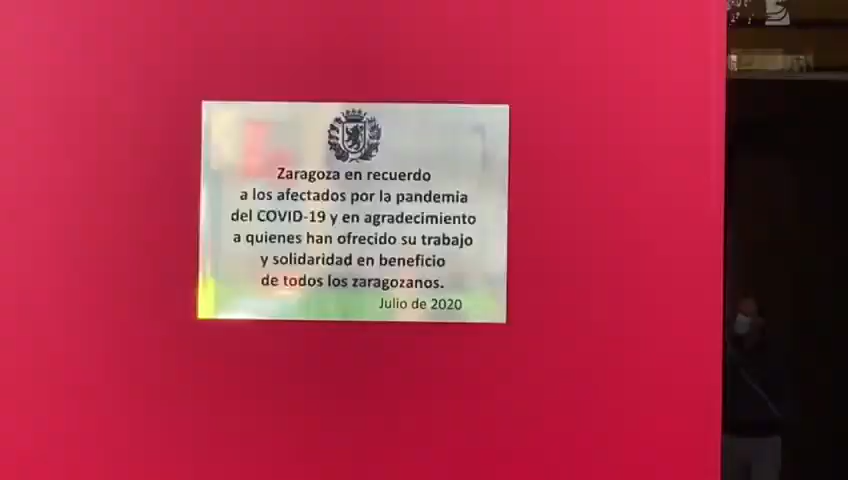 Zaragoza en recuerdo
a los afectados por la pandemia
del COVID-19 y en agradecimiento
a quienes han ofrecido su trabajo
y solidaridad en beneficio
de todos los zaragozanos.
Julio de 2020